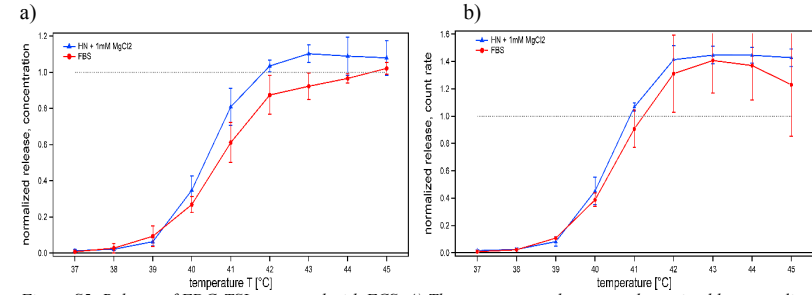 a)
b)
HN + 1mM MgCl2
FBS
normalized release, concentration
1.2
1.0
0.8
0.6
0.4
0.2
0.0
37 38 39 40 41 42 43 44 45
temperature T [°C]
HN + 1mM MgCl2
FBS
normalized release, count rate
1.6
1.4
1.2
1.0
0.8
0.6
0.4
0.2
0.0
37 38 39 40 41 42 43 44 45
temperature [°C]